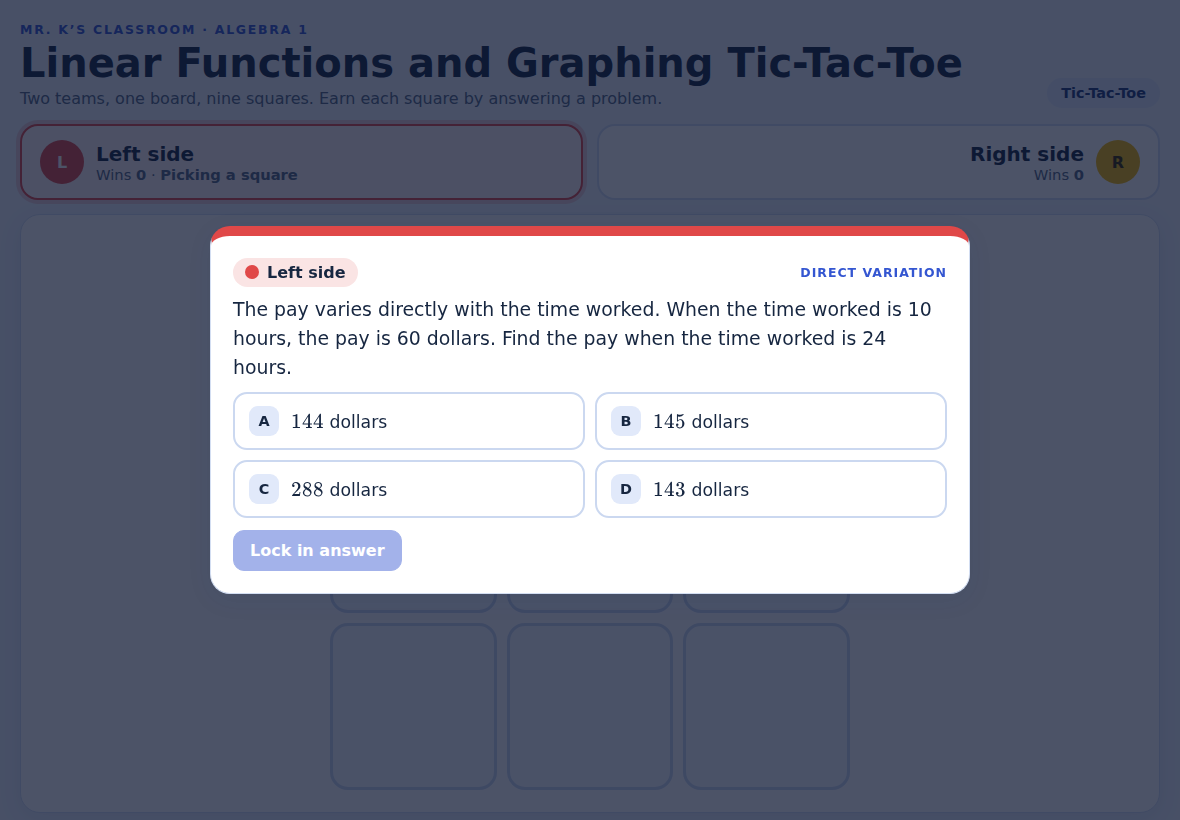 MR. K'S CLASSROOM · ALGEBRA 1
Linear Functions and Graphing Tic-Tac-Toe
Two teams, one board, nine squares. Earn each square by answering a problem.
Tic-Tac-Toe
L
Left side
Wins 0 · Picking a square
Right side
Wins 0
R
Left side
DIRECT VARIATION
The pay varies directly with the time worked. When the time worked is 10
hours, the pay is 60 dollars. Find the pay when the time worked is 24
hours.
A 144 dollars
B 145 dollars
C 288 dollars
D 143 dollars
Lock in answer